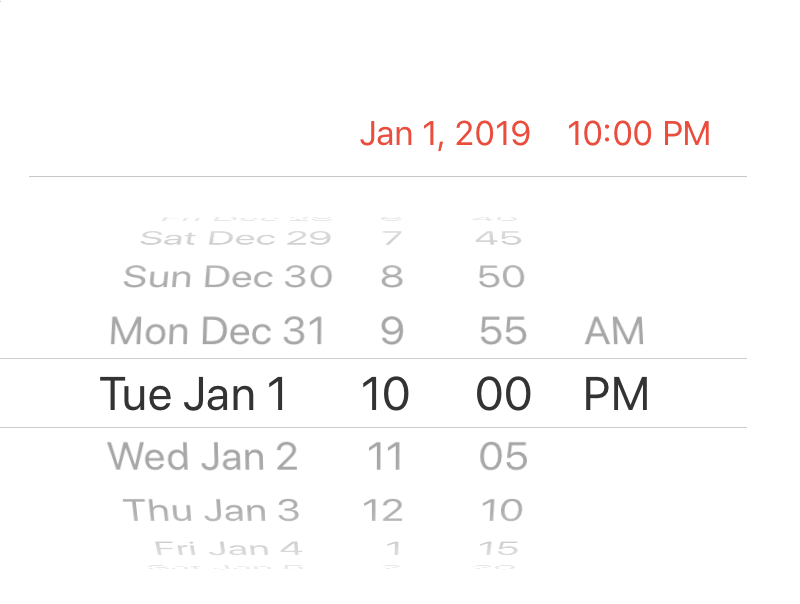 Jan 1, 2019 10:00 PM
Sat Dec 29 7 45
Sun Dec 30 8 50
Mon Dec 31 9 55 AM
Tue Jan 1 10 00 PM
Wed Jan 2 11 05
Thu Jan 3 12 10
Fri Jan 4 1 15